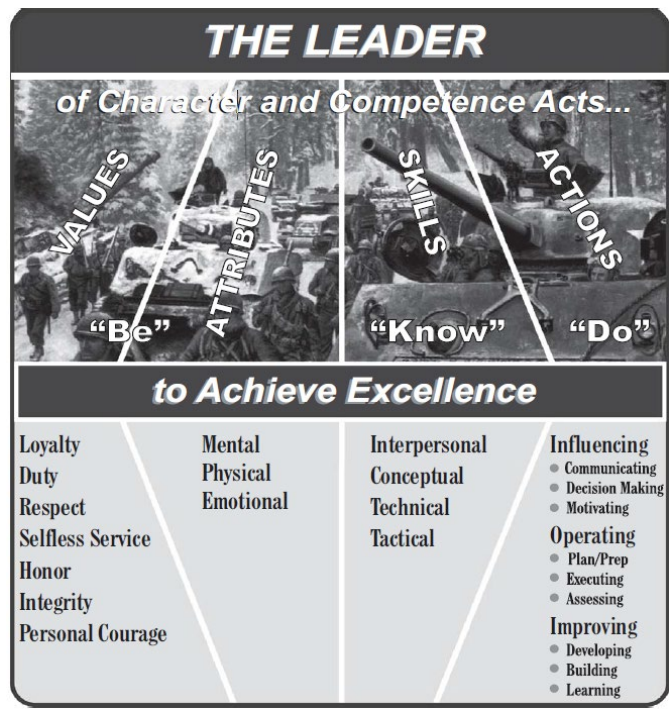 THE LEADER
of Character and Competence Acts...
VALUES
ATTRIBUTES
SKILLS
ACTIONS
“Be”
“Know”
“Do”
to Achieve Excellence
Loyalty
Duty
Respect
Selfless Service
Honor
Integrity
Personal Courage
Mental
Physical
Emotional
Interpersonal
Conceptual
Technical
Tactical
Influencing
● Communicating
● Decision Making
● Motivating
Operating
● Plan/Prep
● Executing
● Assessing
Improving
● Developing
● Building
● Learning